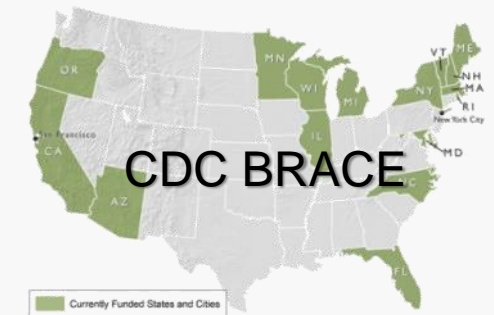 MN
VT
ME
OR
WI
NH
MA
NY
MI
RI
New York City
San Francisco
IL
CA
MD
CDC BRACE
NC
AZ
FL
Currently Funded States and Cities